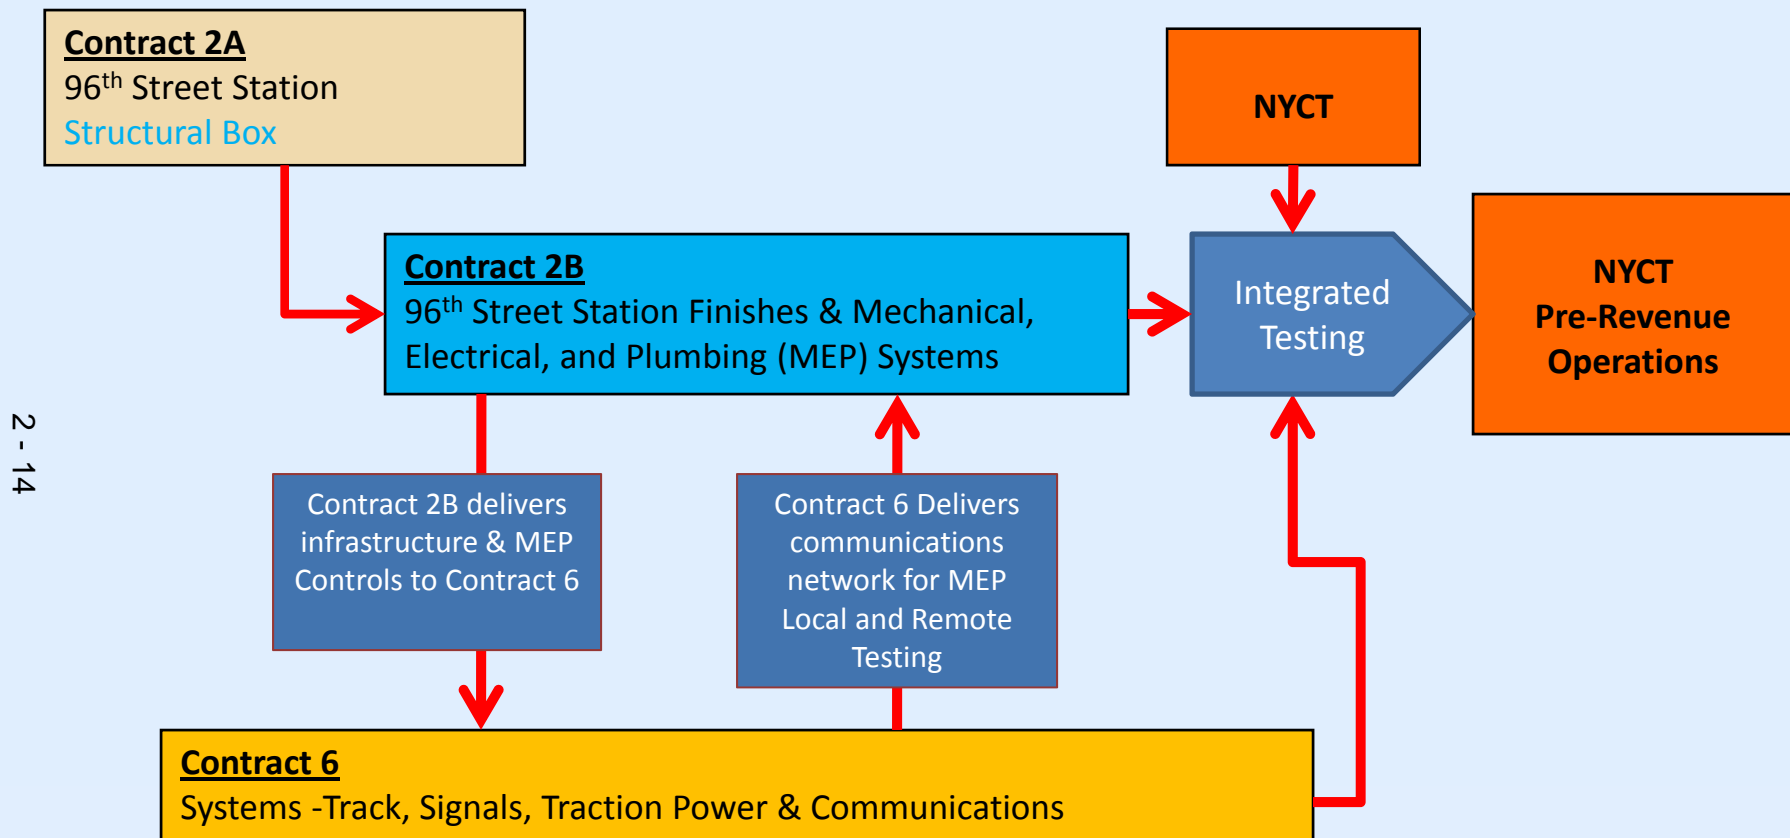 Contract 2A
96th Street Station
Structural Box
NYCT
Contract 2B
96th Street Station Finishes & Mechanical,
Electrical, and Plumbing (MEP) Systems
Integrated
Testing
NYCT
Pre-Revenue
Operations
Contract 2B delivers
infrastructure & MEP
Controls to Contract 6
Contract 6 Delivers
communications
network for MEP
Local and Remote
Testing
Contract 6
Systems -Track, Signals, Traction Power & Communications
2 - 14